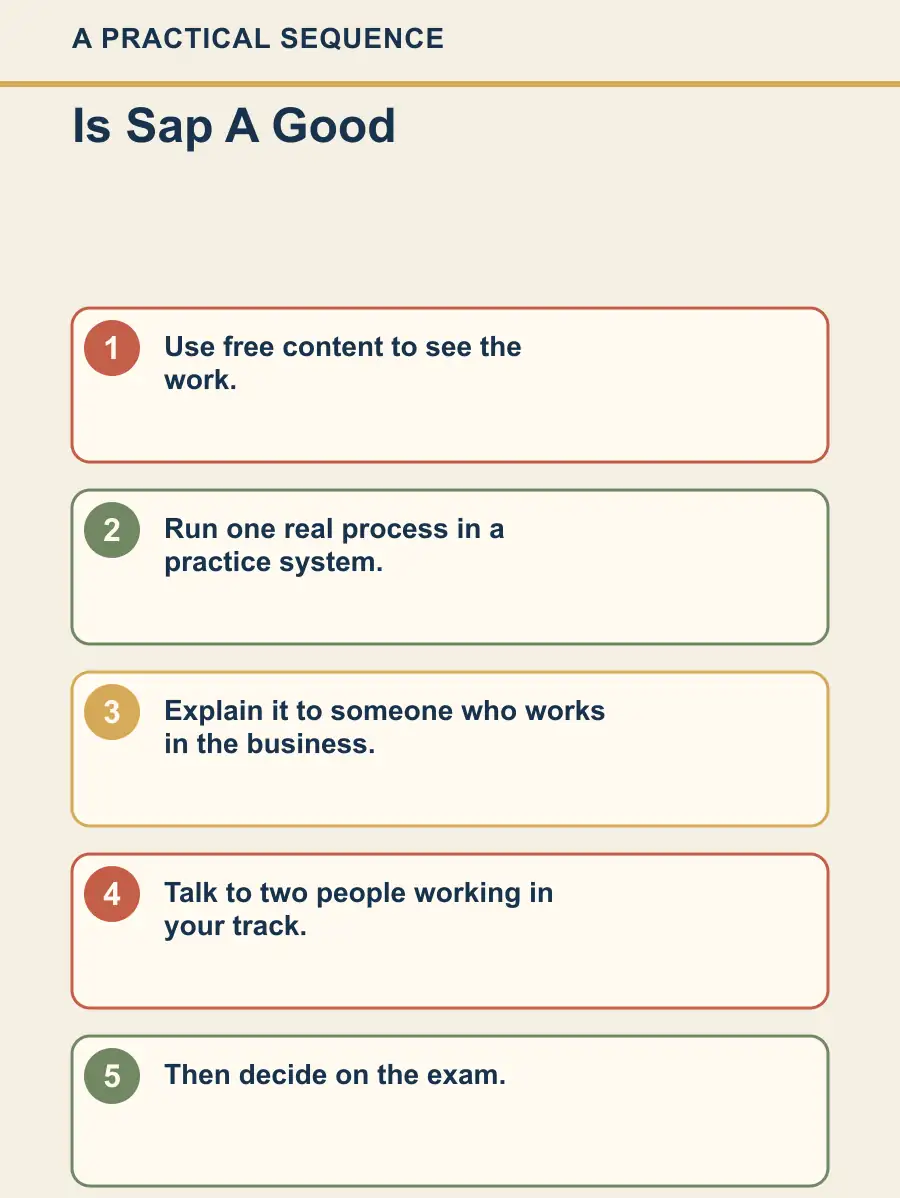 A PRACTICAL SEQUENCE
Is Sap A Good
1
Use free content to see the
work.
2
Run one real process in a
practice system.
3
Explain it to someone who works
in the business.
4
Talk to two people working in
your track.
5
Then decide on the exam.